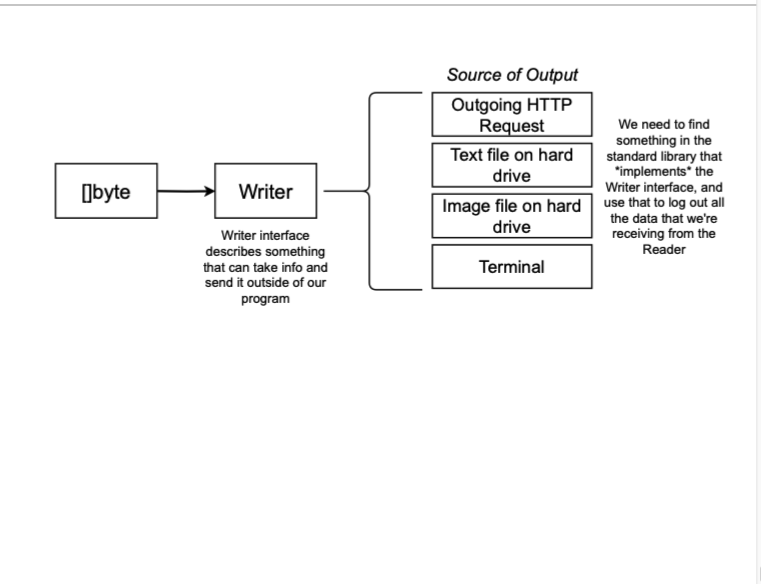 Source of Output
Outgoing HTTP
Request
Text file on hard
drive
Image file on hard
drive
Terminal
[]byte
Writer
Writer interface
describes something
that can take info and
send it outside of our
program
We need to find
something in the
standard library that
*implements* the
Writer interface, and
use that to log out all
the data that we're
receiving from the
Reader